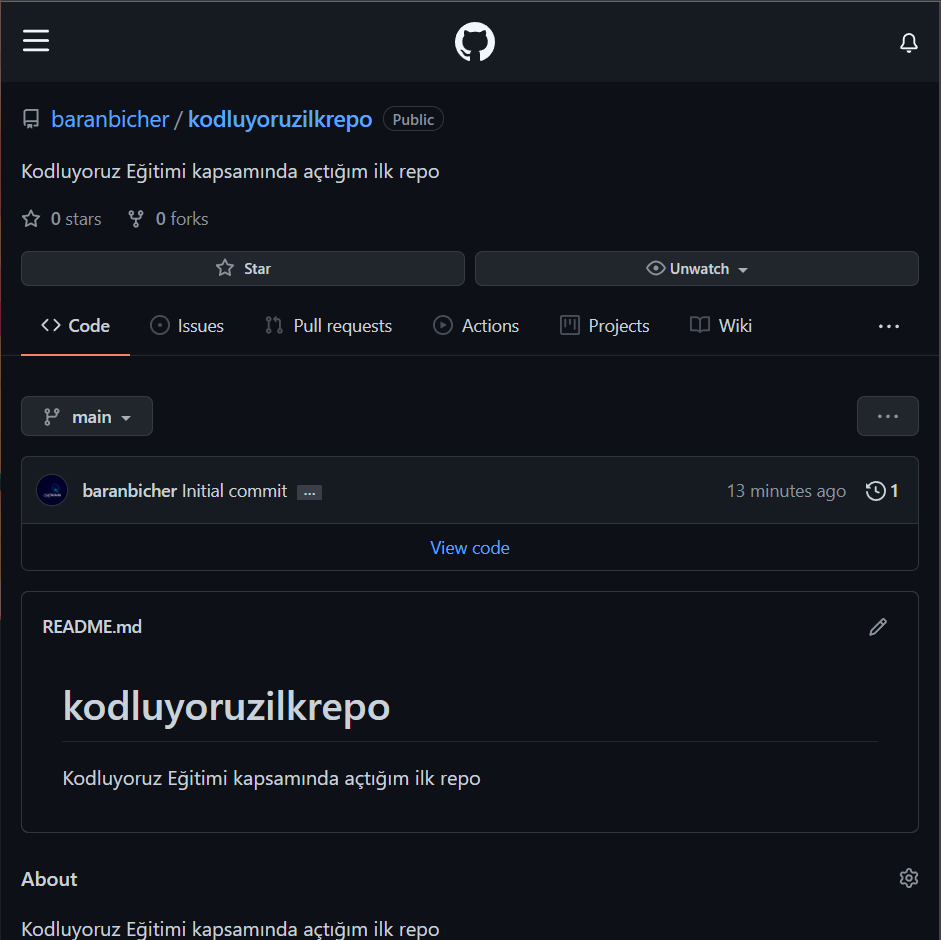 baranbicher / kodluyoruzilkrepo Public
Kodluyoruz Eğitimi kapsamında açtığım ilk repo
0 stars 0 forks
Star Unwatch
Code Issues Pull requests Actions Projects Wiki ...
main ...
baranbicher Initial commit ... 13 minutes ago 1
View code
README.md
kodluyoruzilkrepo
Kodluyoruz Eğitimi kapsamında açtığım ilk repo
About
Kodluyoruz Eğitimi kapsamında açtığım ilk repo